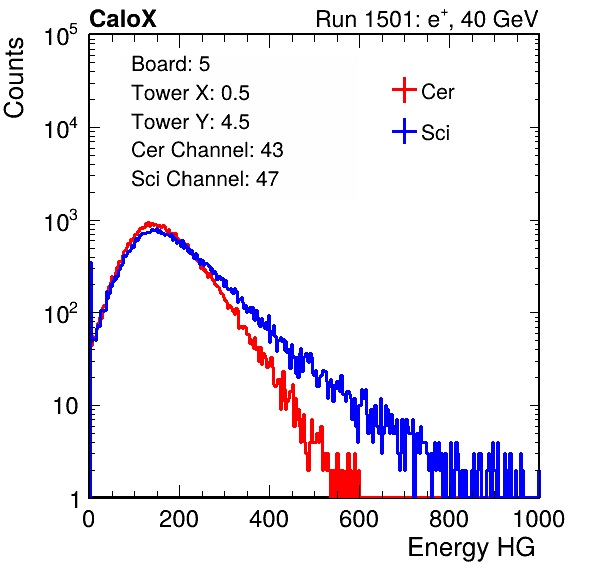 CaloX Run 1501: e⁺, 40 GeV
Board: 5
Tower X: 0.5
Tower Y: 4.5
Cer Channel: 43
Sci Channel: 47
Cer
Sci
Counts
10⁵
10⁴
10³
10²
10
1
0 200 400 600 800 1000
Energy HG